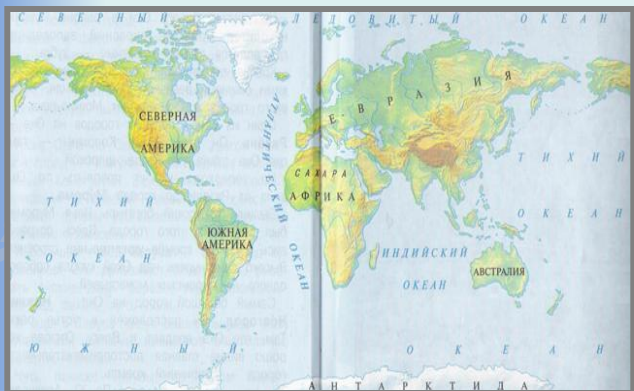 СЕВЕРНЫЙ ЛЕДОВИТЫЙ ОКЕАН
ЕВРАЗИЯ
СЕВЕРНАЯ
АМЕРИКА
АТЛАНТИЧЕСКИЙ ОКЕАН
САХАРА
АФРИКА
ТИХИЙ
ОКЕАН
ТИХИЙ
ОКЕАН
ЮЖНАЯ
АМЕРИКА
ИНДИЙСКИЙ
ОКЕАН
АВСТРАЛИЯ
ЮЖНЫЙ ОКЕАН
АНТАРКТИДА